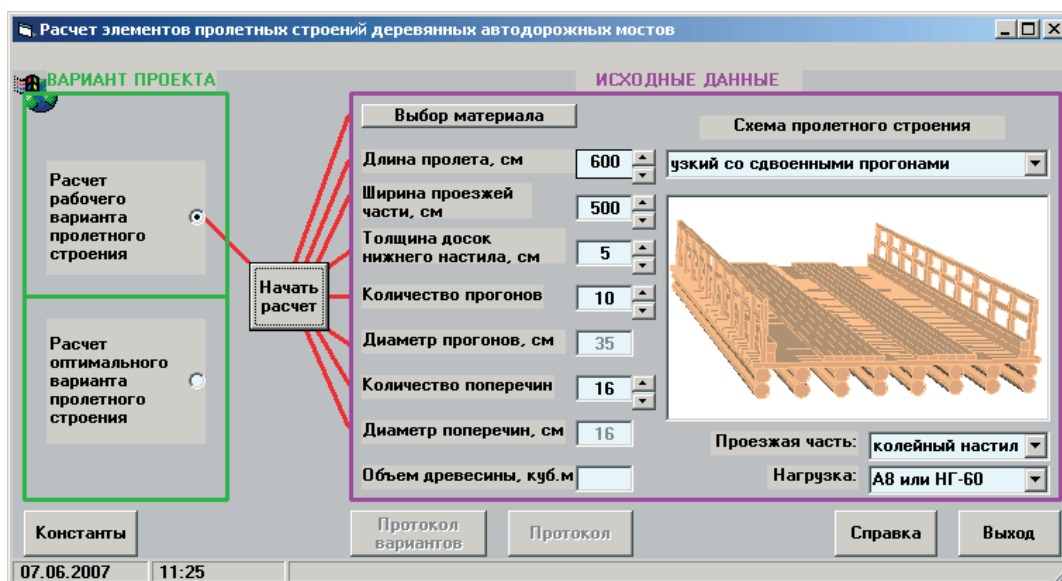 Расчет элементов пролетных строений деревянных автодорожных мостов
ВАРИАНТ ПРОЕКТА
Расчет
рабочего
варианта
пролетного
строения
Расчет
оптимального
варианта
пролетного
строения
Начать
расчет
ИСХОДНЫЕ ДАННЫЕ
Выбор материала
Длина пролета, см 600
Ширина проезжей
части, см 500
Толщина досок
нижнего настила, см 5
Количество прогонов 10
Диаметр прогонов, см 35
Количество поперечин 16
Диаметр поперечин, см 16
Объем древесины, куб.м
Схема пролетного строения
узкий со сдвоенными прогонами
Проезжая часть: колейный настил
Нагрузка: А8 или НГ-60
Константы
Протокол
вариантов
Протокол
Справка
Выход
07.06.2007 11:25